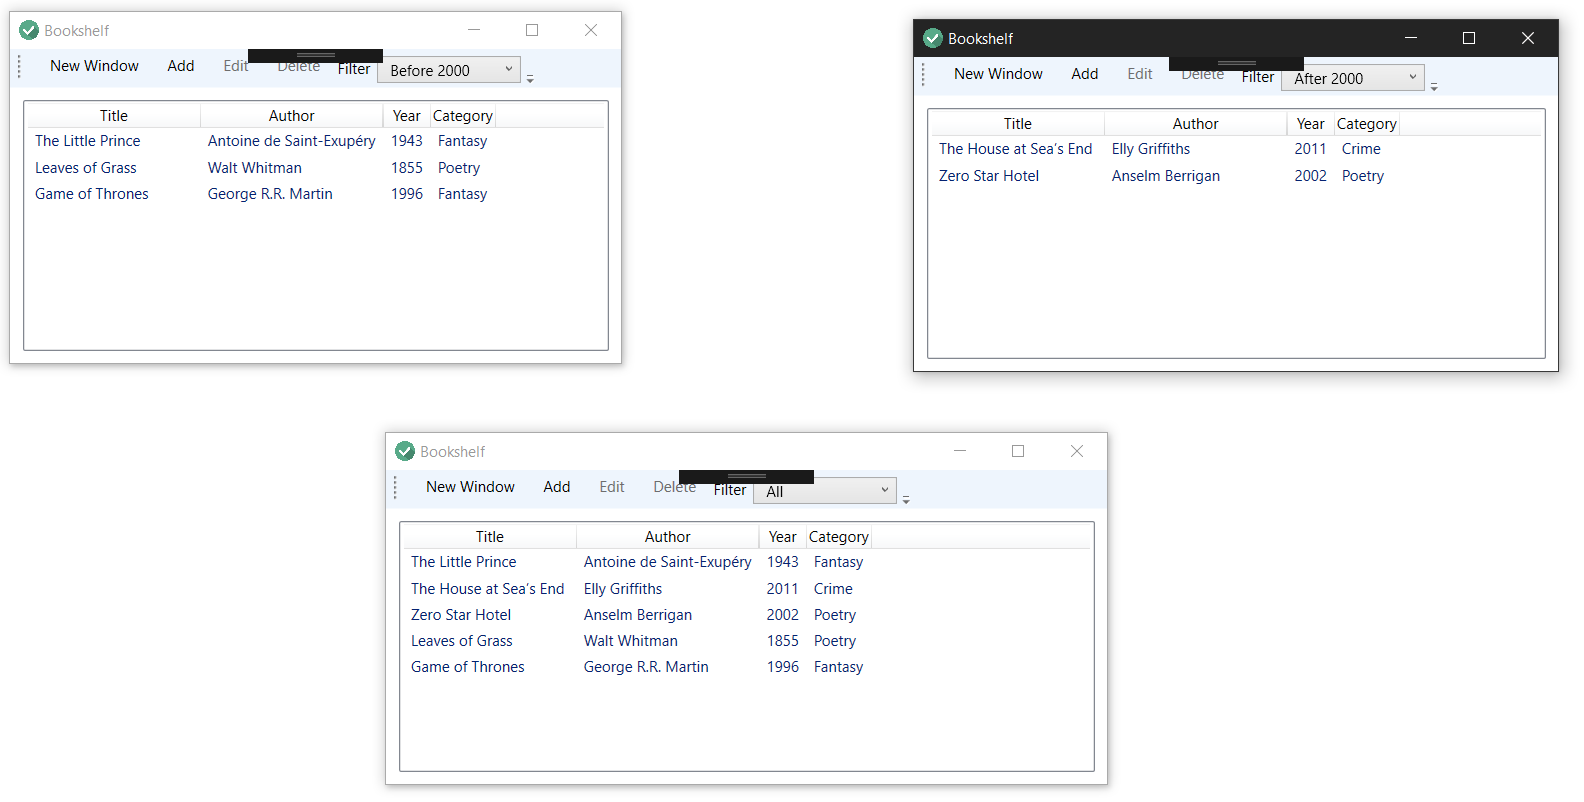 Bookshelf
New Window Add Edit Delete Filter Before 2000
Title Author Year Category
The Little Prince Antoine de Saint-Exupéry 1943 Fantasy
Leaves of Grass Walt Whitman 1855 Poetry
Game of Thrones George R.R. Martin 1996 Fantasy
Bookshelf
New Window Add Edit Delete Filter After 2000
Title Author Year Category
The House at Sea’s End Elly Griffiths 2011 Crime
Zero Star Hotel Anselm Berrigan 2002 Poetry
Bookshelf
New Window Add Edit Delete Filter All
Title Author Year Category
The Little Prince Antoine de Saint-Exupéry 1943 Fantasy
The House at Sea’s End Elly Griffiths 2011 Crime
Zero Star Hotel Anselm Berrigan 2002 Poetry
Leaves of Grass Walt Whitman 1855 Poetry
Game of Thrones George R.R. Martin 1996 Fantasy